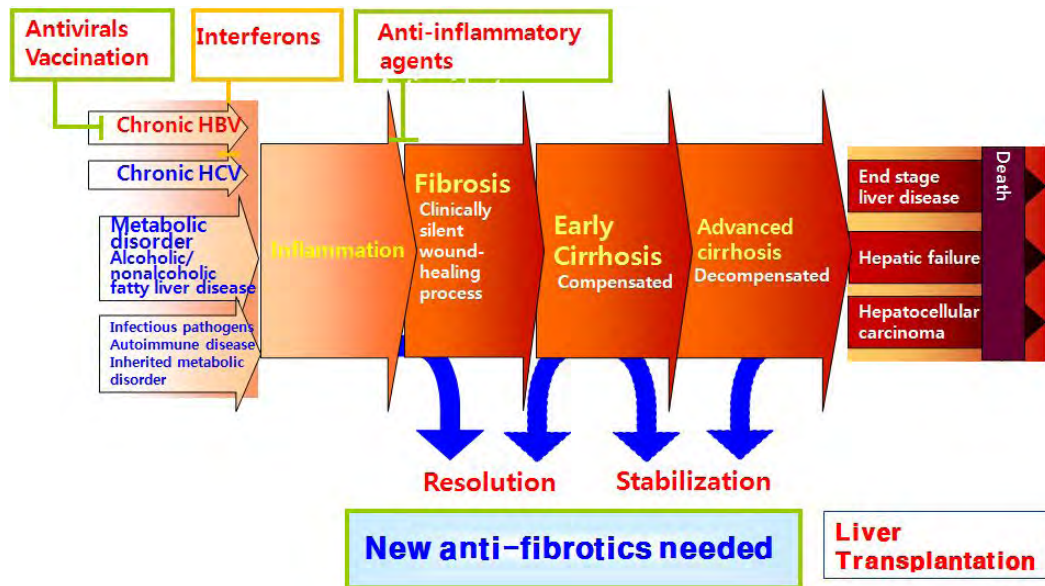 Antivirals
Vaccination
Interferons
Anti-inflammatory
agents
Chronic HBV
Chronic HCV
Metabolic
disorder
Alcoholic/
nonalcoholic
fatty liver disease
Infectious pathogens
Autoimmune disease
Inherited metabolic
disorder
Inflammation
Fibrosis
Clinically
silent
wound-
healing
process
Early
Cirrhosis
Compensated
Advanced
cirrhosis
Decompensated
End stage
liver disease
Hepatic failure
Hepatocellular
carcinoma
Death
Resolution
Stabilization
New anti-fibrotics needed
Liver
Transplantation